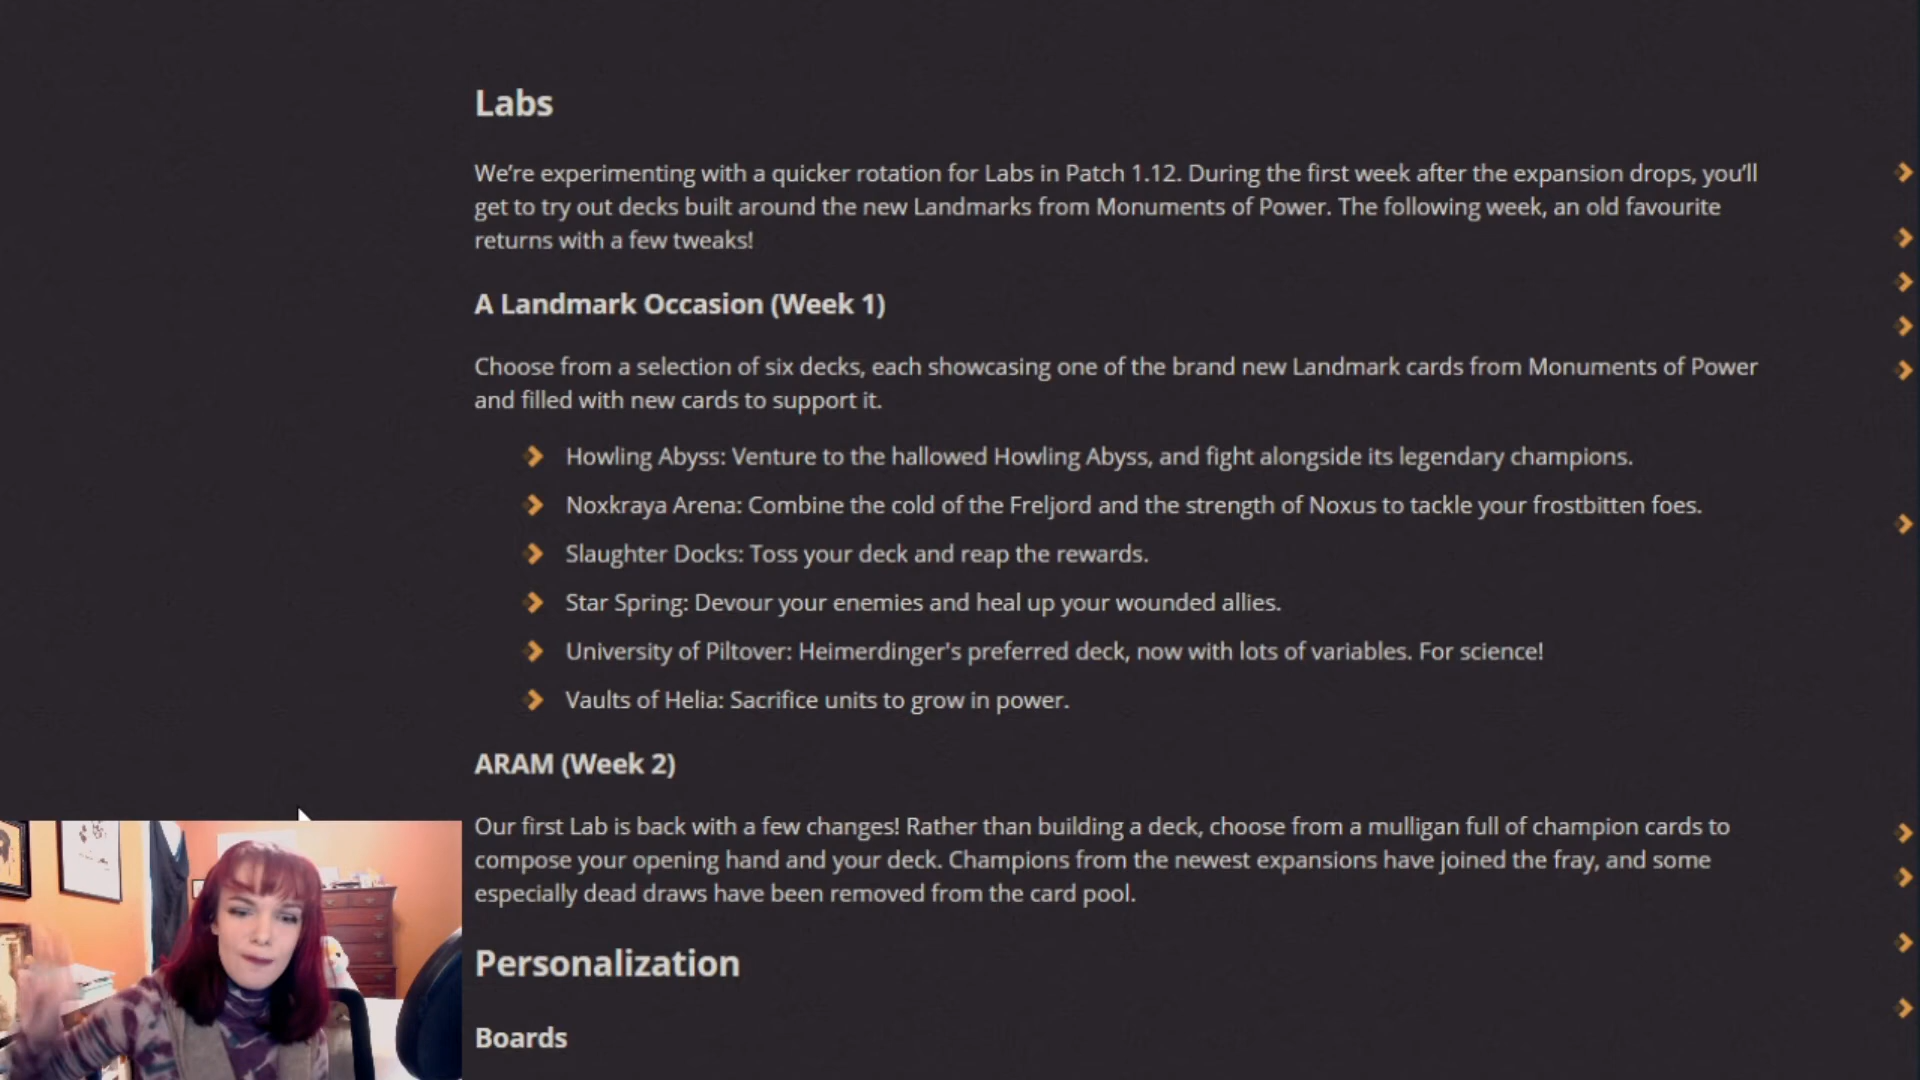 Labs
We’re experimenting with a quicker rotation for Labs in Patch 1.12. During the first week after the expansion drops, you’ll
get to try out decks built around the new Landmarks from Monuments of Power. The following week, an old favourite
returns with a few tweaks!
A Landmark Occasion (Week 1)
Choose from a selection of six decks, each showcasing one of the brand new Landmark cards from Monuments of Power
and filled with new cards to support it.
Howling Abyss: Venture to the hallowed Howling Abyss, and fight alongside its legendary champions.
Noxkraya Arena: Combine the cold of the Freljord and the strength of Noxus to tackle your frostbitten foes.
Slaughter Docks: Toss your deck and reap the rewards.
Star Spring: Devour your enemies and heal up your wounded allies.
University of Piltover: Heimerdinger's preferred deck, now with lots of variables. For science!
Vaults of Helia: Sacrifice units to grow in power.
ARAM (Week 2)
Our first Lab is back with a few changes! Rather than building a deck, choose from a mulligan full of champion cards to
compose your opening hand and your deck. Champions from the newest expansions have joined the fray, and some
especially dead draws have been removed from the card pool.
Personalization
Boards